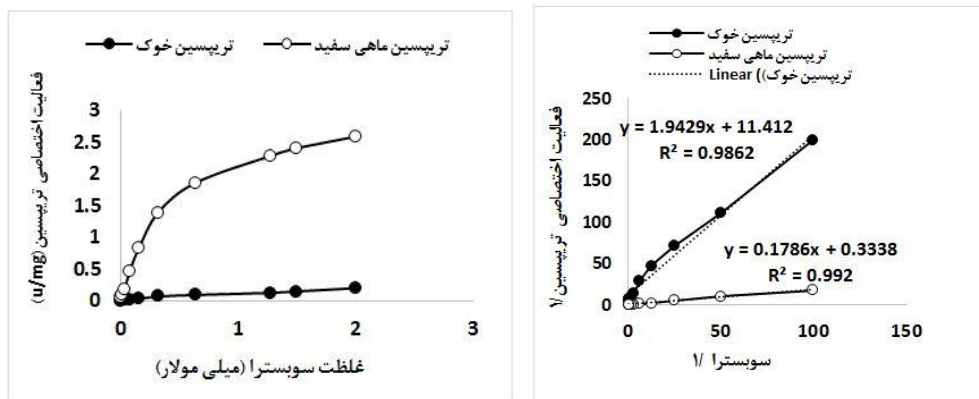 تریپسین خوک
تریپسین ماهی سفید
فعالیت اختصاصی تریپسین (u/mg)
3
2.5
2
1.5
1
0.5
0
0
1
2
3
غلظت سوبسترا (میلی مولار)
تریپسین خوک
تریپسین ماهی سفید
Linear (تریپسین خوک)
250
200
150
100
50
0
y = 1.9429x + 11.412
R² = 0.9862
y = 0.1786x + 0.3338
R² = 0.992
فعالیت اختصاصی تریپسین /1
0
50
100
150
سوبسترا /1